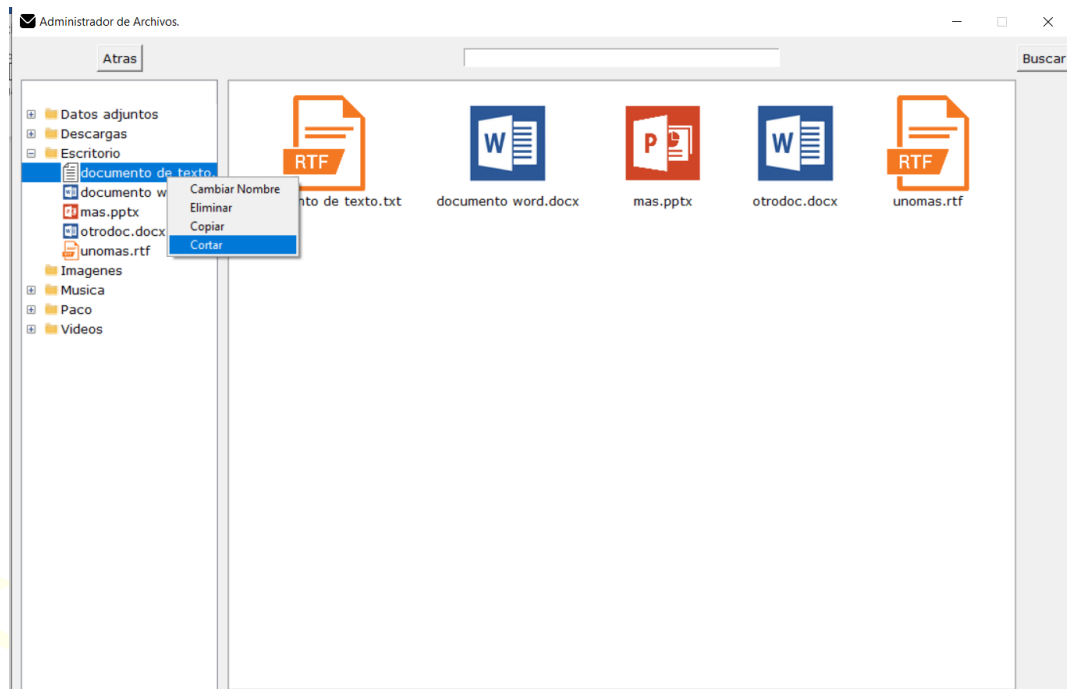 Administrador de Archivos.
Atras
Buscar
Datos adjuntos
Descargas
Escritorio
documento de texto.
documento w
mas.pptx
otrodoc.docx
unomas.rtf
Imagenes
Musica
Paco
Videos
Cambiar Nombre
Eliminar
Copiar
Cortar
RTF
W
P
W
RTF
nto de texto.txt
documento word.docx
mas.pptx
otrodoc.docx
unomas.rtf